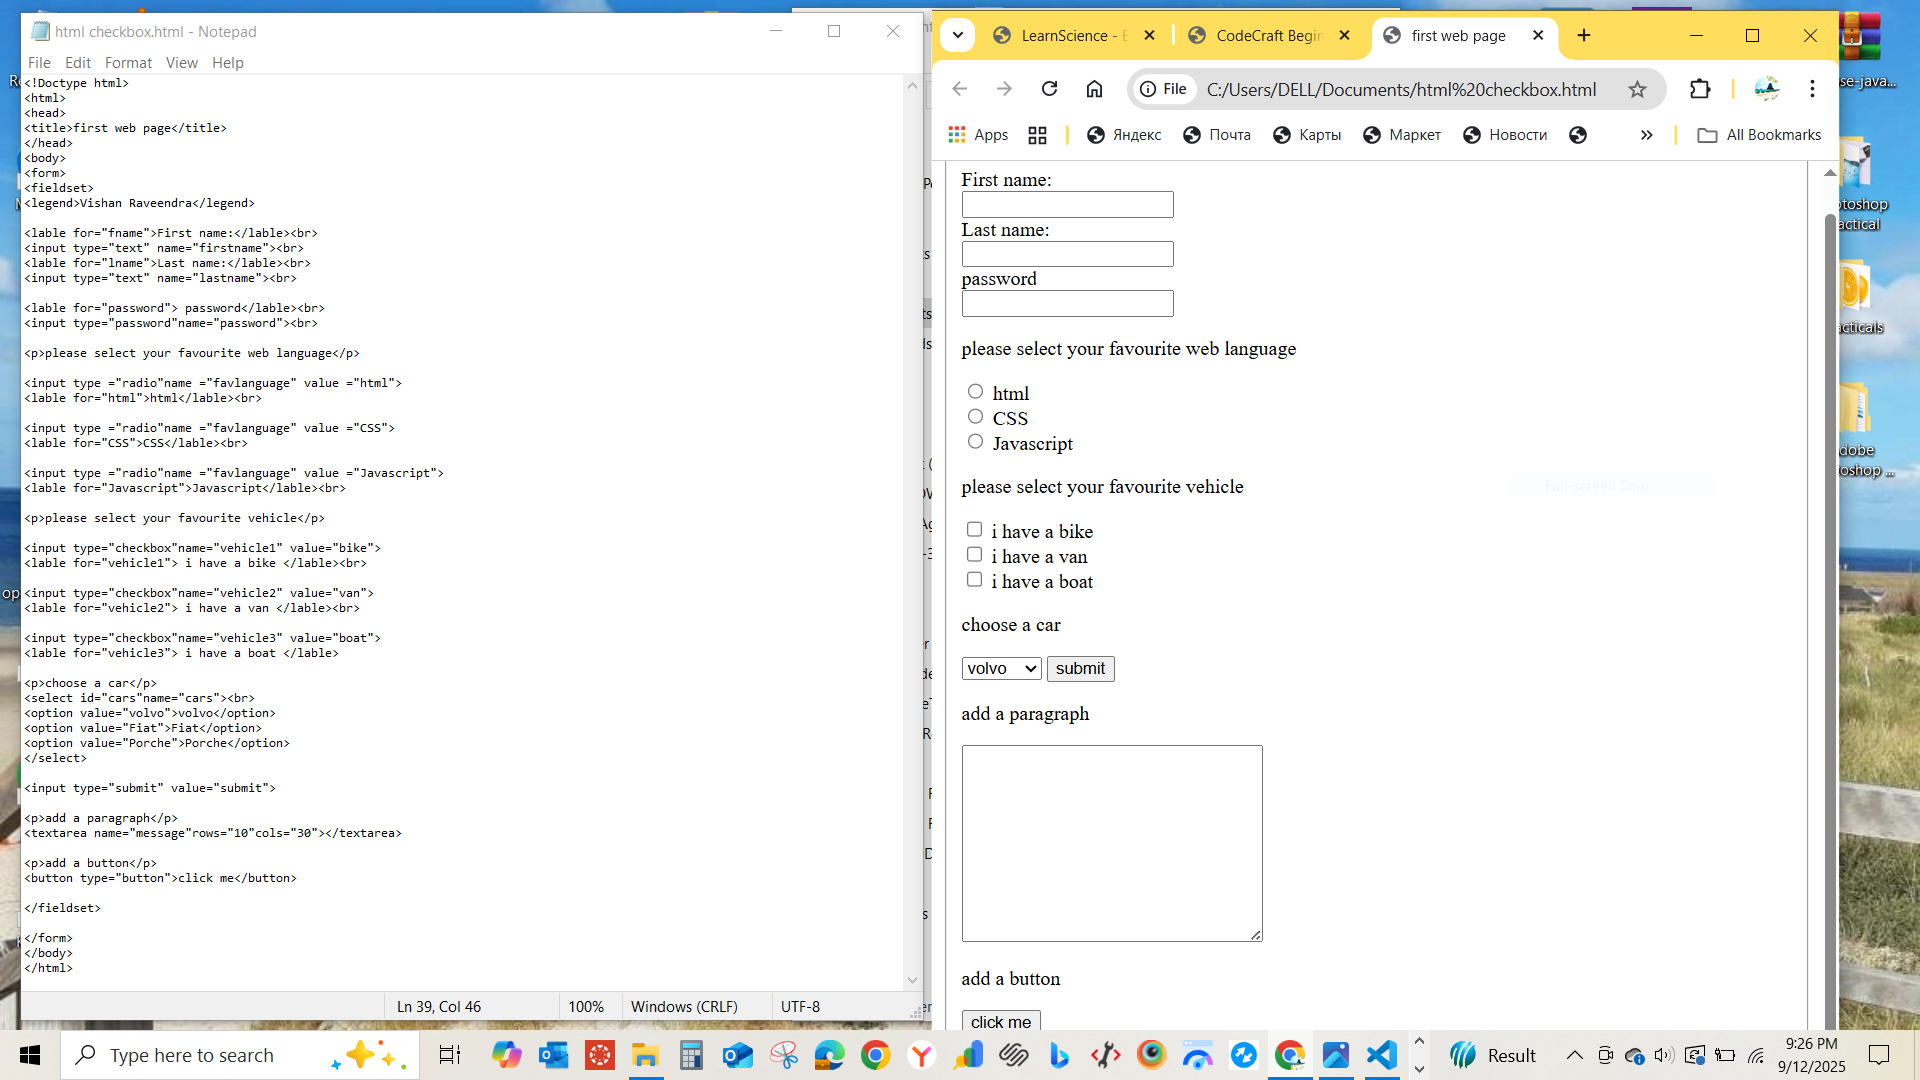 html checkbox.html - Notepad
File Edit Format View Help
<!Doctype html>
<html>
<head>
<title>first web page</title>
</head>
<body>
<form>
<fieldset>
<legend>Vishan Raveendra</legend>
<lable for="fname">First name:</lable><br>
<input type="text" name="firstname"><br>
<lable for="lname">Last name:</lable><br>
<input type="text" name="lastname"><br>
<lable for="password"> password</lable><br>
<input type="password"name="password"><br>
<p>please select your favourite web language</p>
<input type ="radio"name ="favlanguage" value ="html">
<lable for="html">html</lable><br>
<input type ="radio"name ="favlanguage" value ="CSS">
<lable for="CSS">CSS</lable><br>
<input type ="radio"name ="favlanguage" value ="Javascript">
<lable for="Javascript">Javascript</lable><br>
<p>please select your favourite vehicle</p>
<input type="checkbox"name="vehicle1" value="bike">
<lable for="vehicle1"> i have a bike </lable><br>
<input type="checkbox"name="vehicle2" value="van">
<lable for="vehicle2"> i have a van </lable><br>
<input type="checkbox"name="vehicle3" value="boat">
<lable for="vehicle3"> i have a boat </lable>
<p>choose a car</p>
<select id="cars"name="cars"><br>
<option value="volvo">volvo</option>
<option value="Fiat">Fiat</option>
<option value="Porche">Porche</option>
</select>
<input type="submit" value="submit">
<p>add a paragraph</p>
<textarea name="message"rows="10"cols="30"></textarea>
<p>add a button</p>
<button type="button">click me</button>
</fieldset>
</form>
</body>
</html>
Ln 39, Col 46 100% Windows (CRLF) UTF-8
LearnScience - CodeCraft Begin first web page
File C:/Users/DELL/Documents/html%20checkbox.html
Apps Яндекс Почта Карты Маркет Новости » All Bookmarks
First name:
Last name:
password
please select your favourite web language
html
CSS
Javascript
please select your favourite vehicle
i have a bike
i have a van
i have a boat
choose a car
volvo submit
add a paragraph
add a button
click me
se-java...
otoshop
actical
acticals
dobe
toshop ...
Type here to search
Result
9:26 PM
9/12/2025